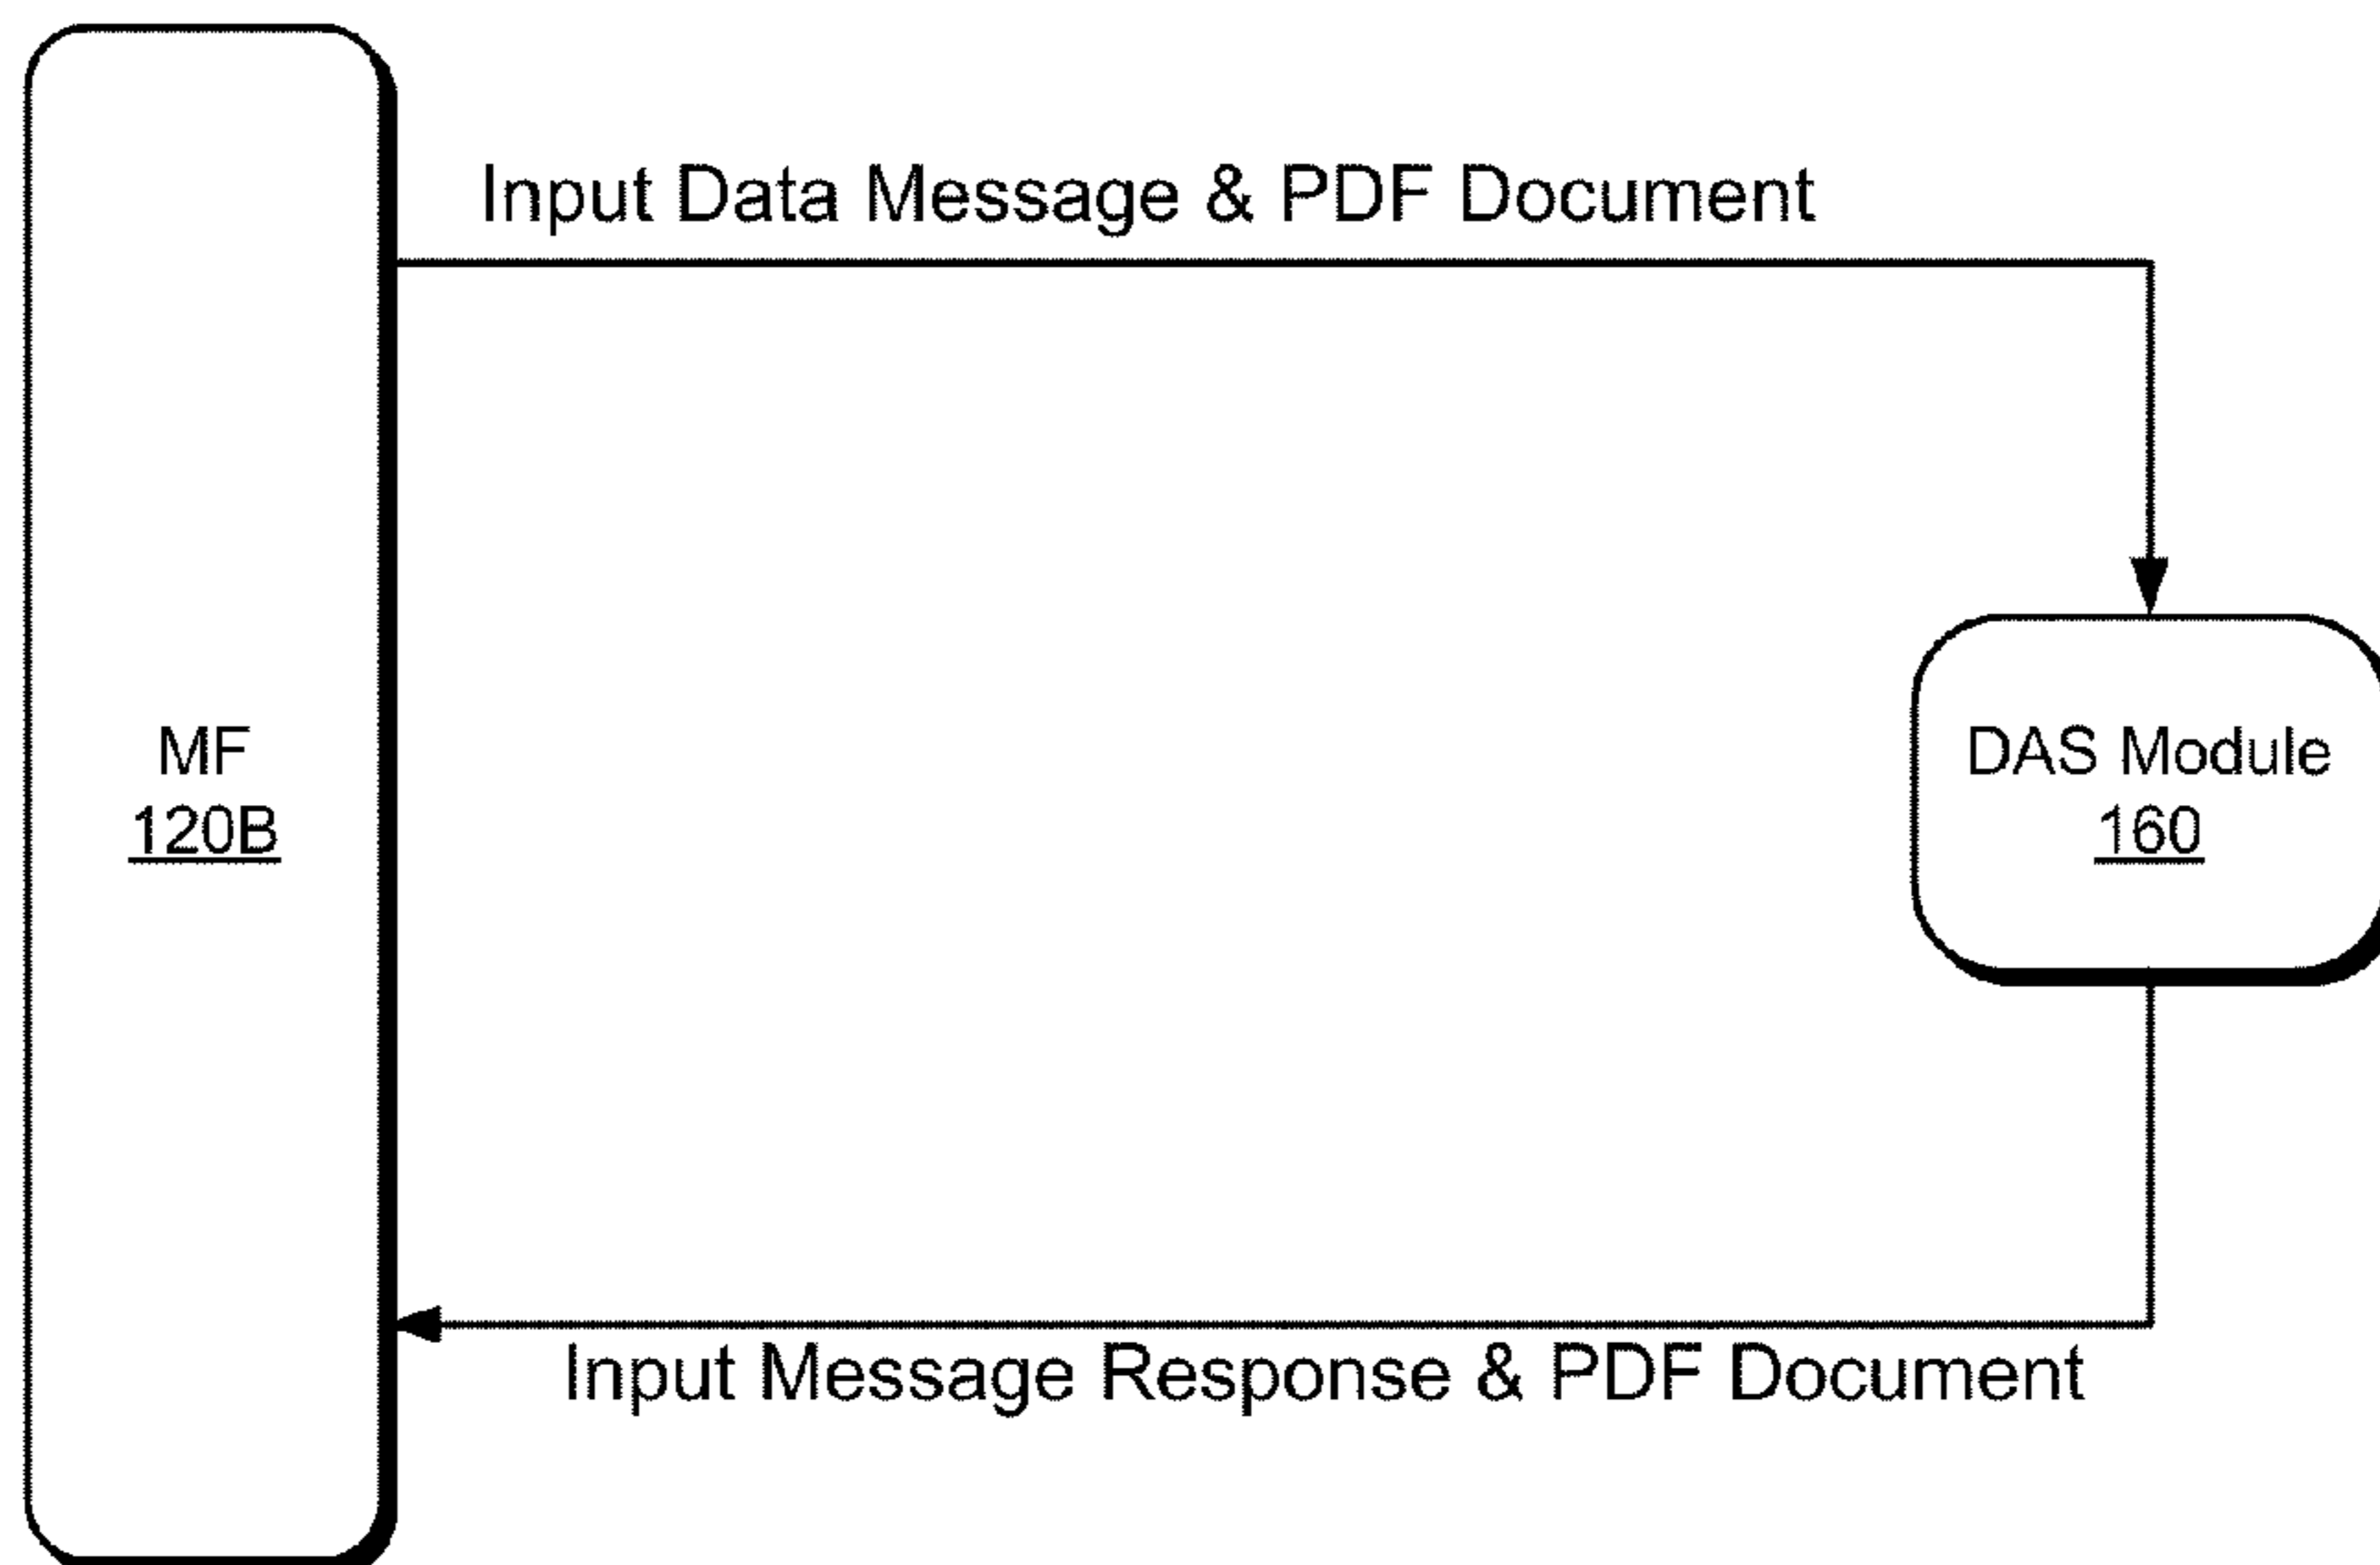 Input Data Message & PDF Document
MF
120B
DAS Module
160
Input Message Response & PDF Document